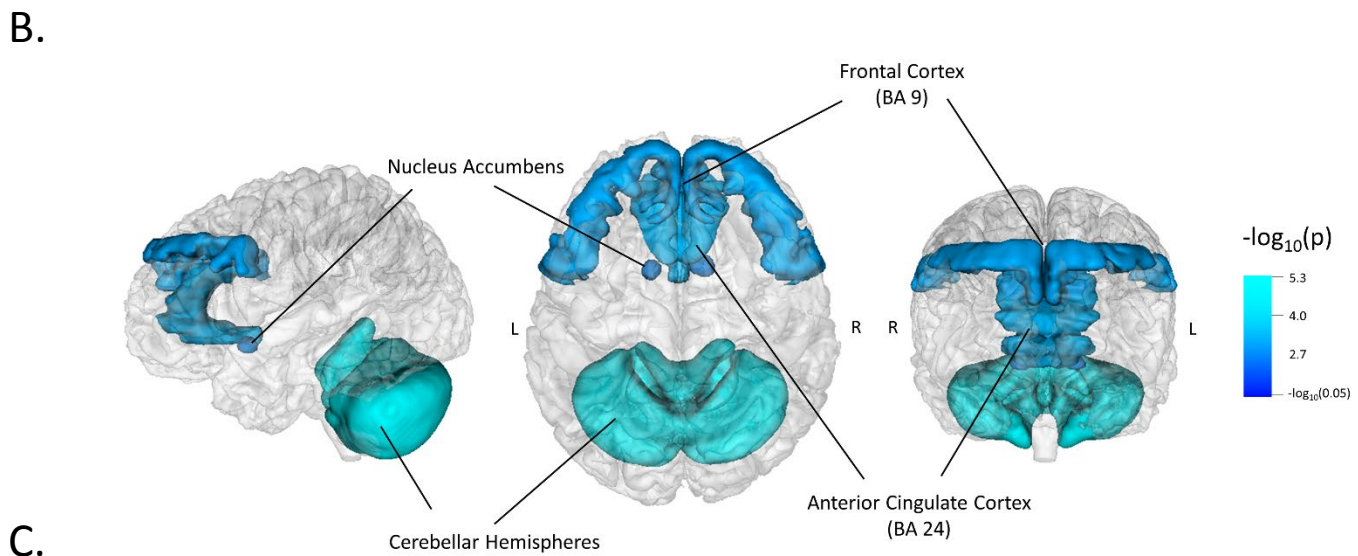 B.
Frontal Cortex
(BA 9)
Nucleus Accumbens
-log10(p)
5.3
4.0
2.7
-log10(0.05)
L
R
R
L
Anterior Cingulate Cortex
(BA 24)
Cerebellar Hemispheres
C.